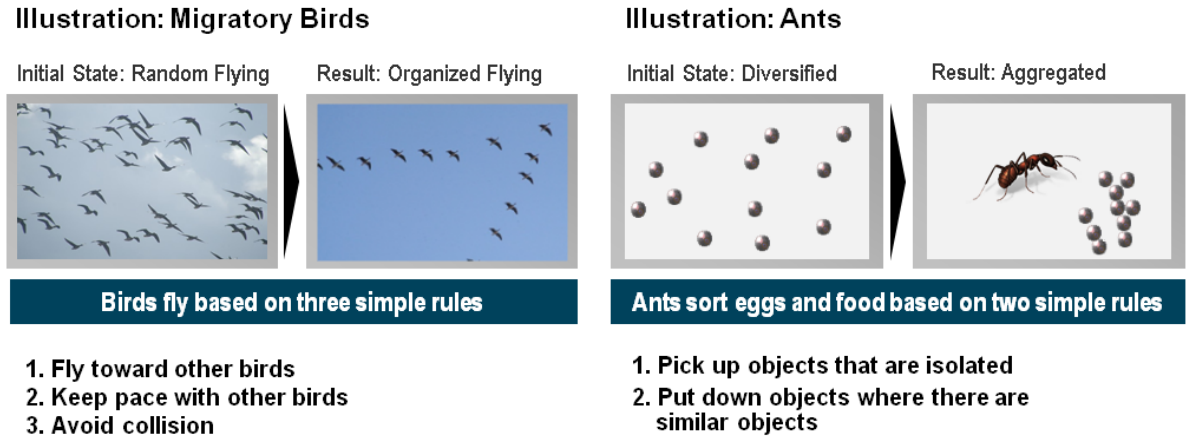 Illustration: Migratory Birds
Initial State: Random Flying
Result: Organized Flying
Birds fly based on three simple rules
1. Fly toward other birds
2. Keep pace with other birds
3. Avoid collision
Illustration: Ants
Initial State: Diversified
Result: Aggregated
Ants sort eggs and food based on two simple rules
1. Pick up objects that are isolated
2. Put down objects where there are
similar objects